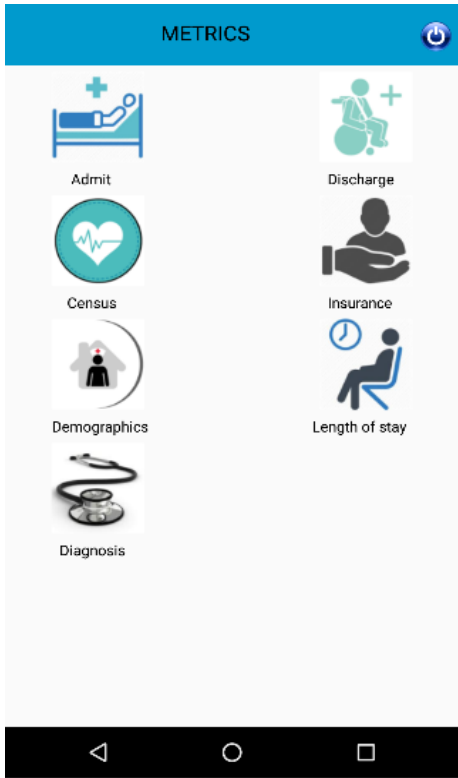 METRICS
Admit
Discharge
Census
Insurance
Demographics
Length of stay
Diagnosis